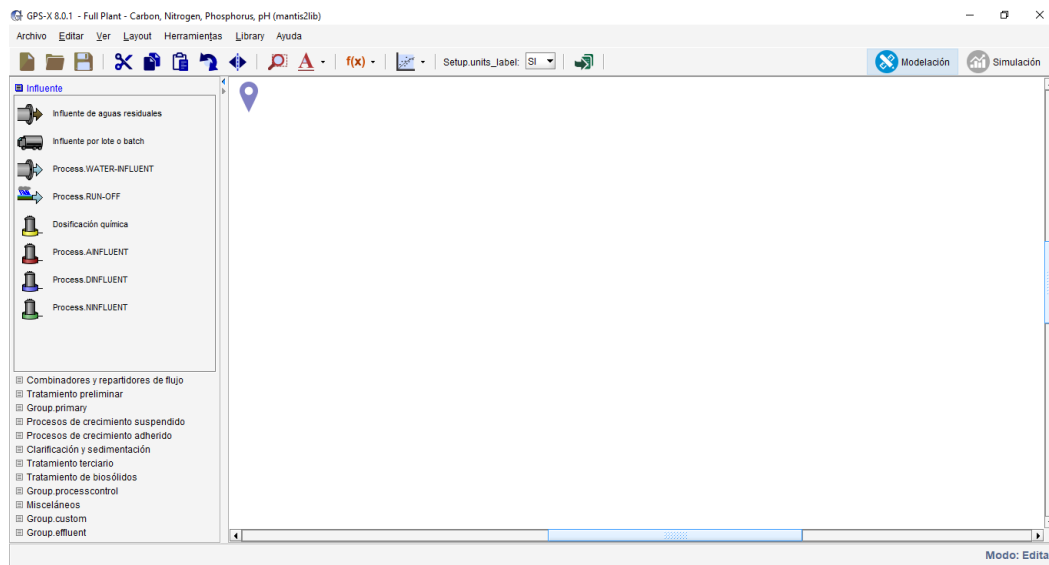 GPS-X 8.0.1 - Full Plant - Carbon, Nitrogen, Phosphorus, pH (mantis2lib)
Archivo Editar Ver Layout Herramientas Library Ayuda
A f(x) Setup.units_label: SI Modelación Simulación
Influente
Influente de aguas residuales
Influente por lote o batch
Process.WATER-INFLUENT
Process.RUN-OFF
Dosificación química
Process.AINFLUENT
Process.DINFLUENT
Process.NINFLUENT
Combinadores y repartidores de flujo
Tratamiento preliminar
Group.primary
Procesos de crecimiento suspendido
Procesos de crecimiento adherido
Clarificación y sedimentación
Tratamiento terciario
Tratamiento de biosólidos
Group.processcontrol
Misceláneos
Group.custom
Group.effluent
Modo: Edita